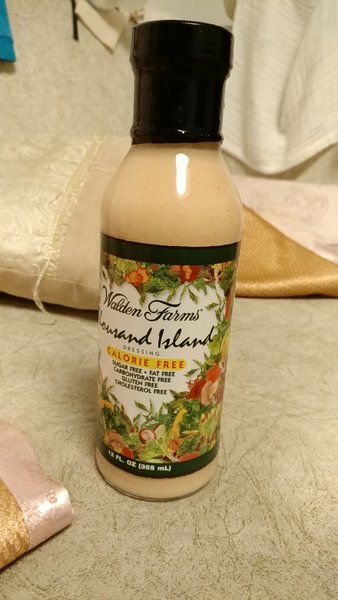 Walden Farms®
ousand Island
DRESSING
CALORIE FREE
SUGAR FREE • FAT FREE
CARBOHYDRATE FREE
GLUTEN FREE
CHOLESTEROL FREE
12 FL. OZ (355 mL)